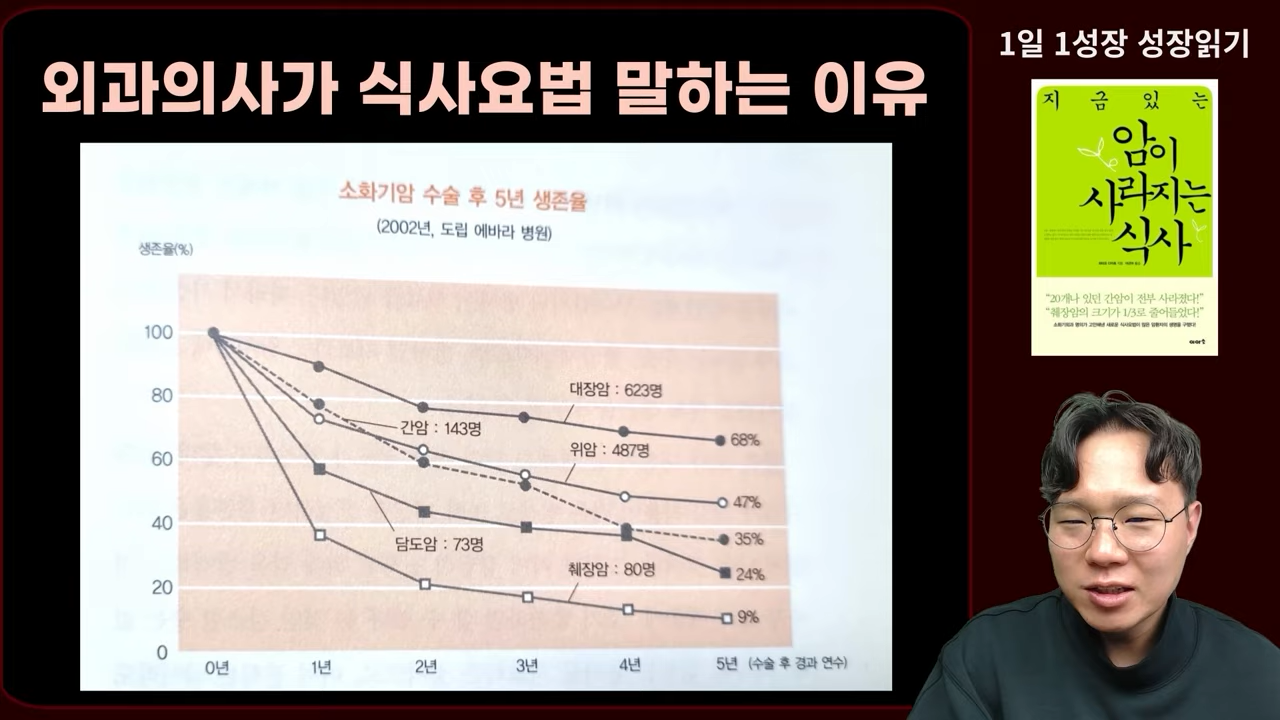 외과의사가 식사요법 말하는 이유
소화기암 수술 후 5년 생존율
(2002년, 도립 에바라 병원)
생존율(%)
100
80
60
40
20
0
대장암 : 623명
간암 : 143명
위암 : 487명
담도암 : 73명
췌장암 : 80명
68%
47%
35%
24%
9%
0년 1년 2년 3년 4년 5년 (수술 후 경과 연수)
1일 1성장 성장읽기
지금있는
암이
사라지는
식사
“20개나 있던 간암이 전부 사라졌다!”
“췌장암의 크기가 1/3로 줄어들었다!”